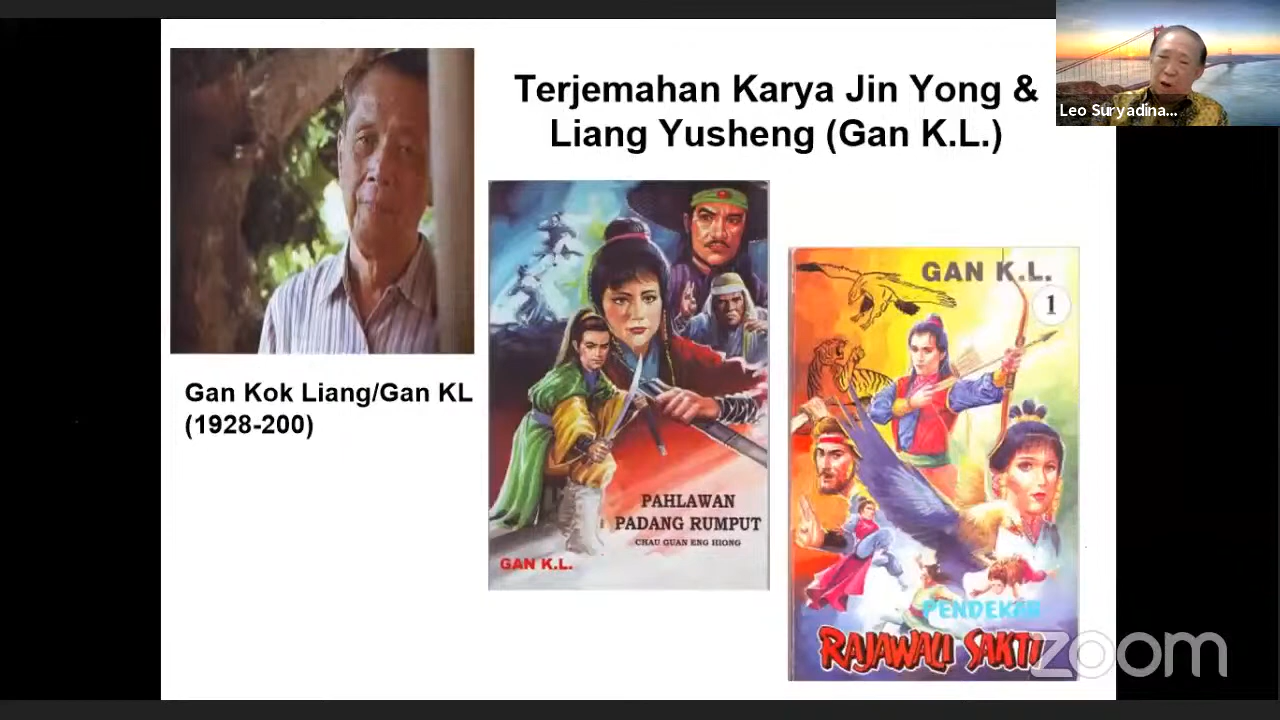 Terjemahan Karya Jin Yong &
Liang Yusheng (Gan K.L.)
Leo Suryadina...
Gan Kok Liang/Gan KL
(1928-200)
PAHLAWAN
PADANG RUMPUT
CHAU GUAN ENG HIONG
GAN K.L.
GAN K.L.
1
PENDEKAR
RAJAWALI SAKTI
zoom